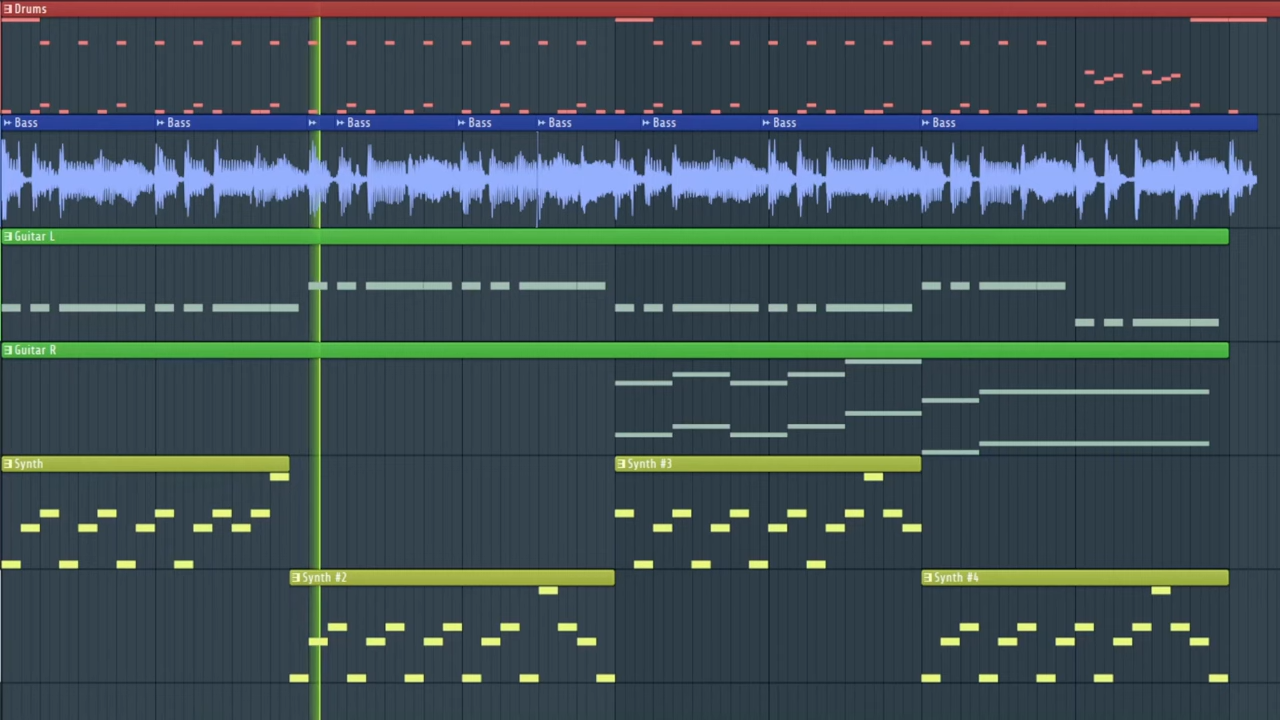 Drums
Bass Bass Bass Bass Bass Bass Bass Bass
Guitar L
Guitar R
Synth Synth #3
Synth #2 Synth #4